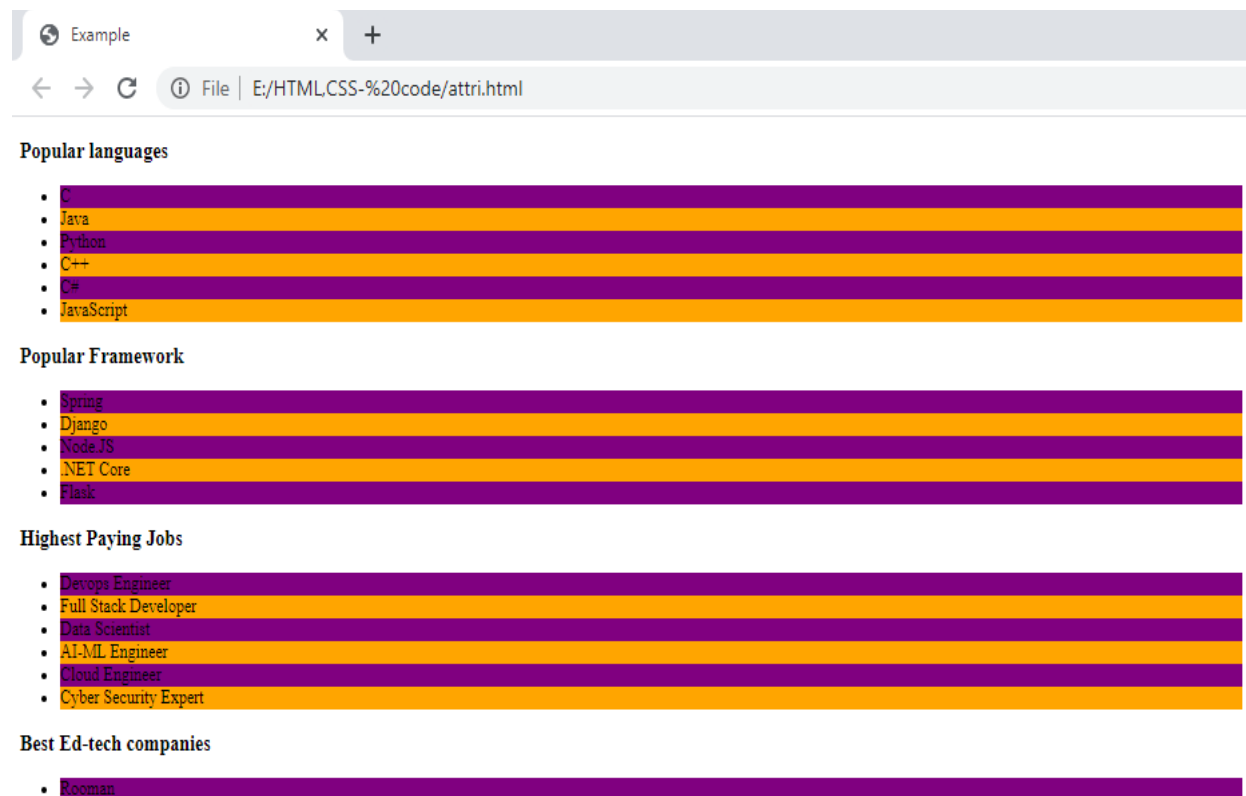 Example
File E:/HTML,CSS-%20code/attri.html
Popular languages
C
Java
Python
C++
C#
JavaScript
Popular Framework
Spring
Django
Node.JS
.NET Core
Flask
Highest Paying Jobs
Devops Engineer
Full Stack Developer
Data Scientist
AI-ML Engineer
Cloud Engineer
Cyber Security Expert
Best Ed-tech companies
Rooman